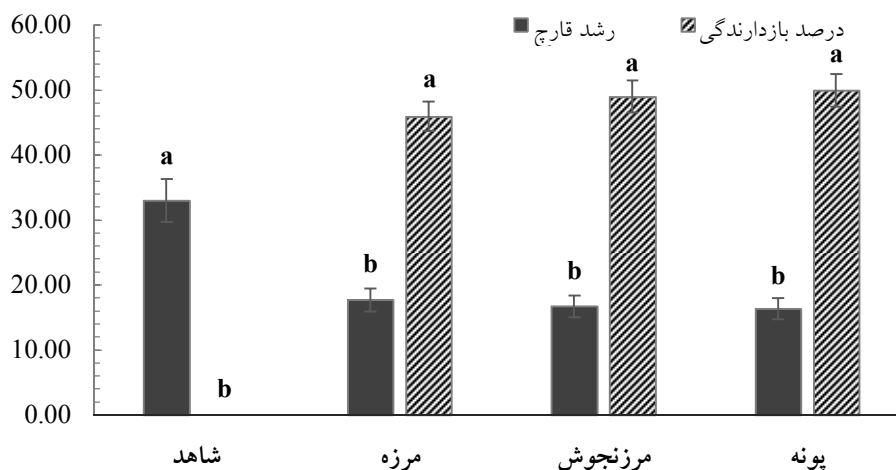 60.00
50.00
40.00
30.00
20.00
10.00
0.00
رشد قارچ
درصد بازدارندگی
a
b
b
a
b
a
b
a
شاهد
مرزه
مرزنجوش
پونه